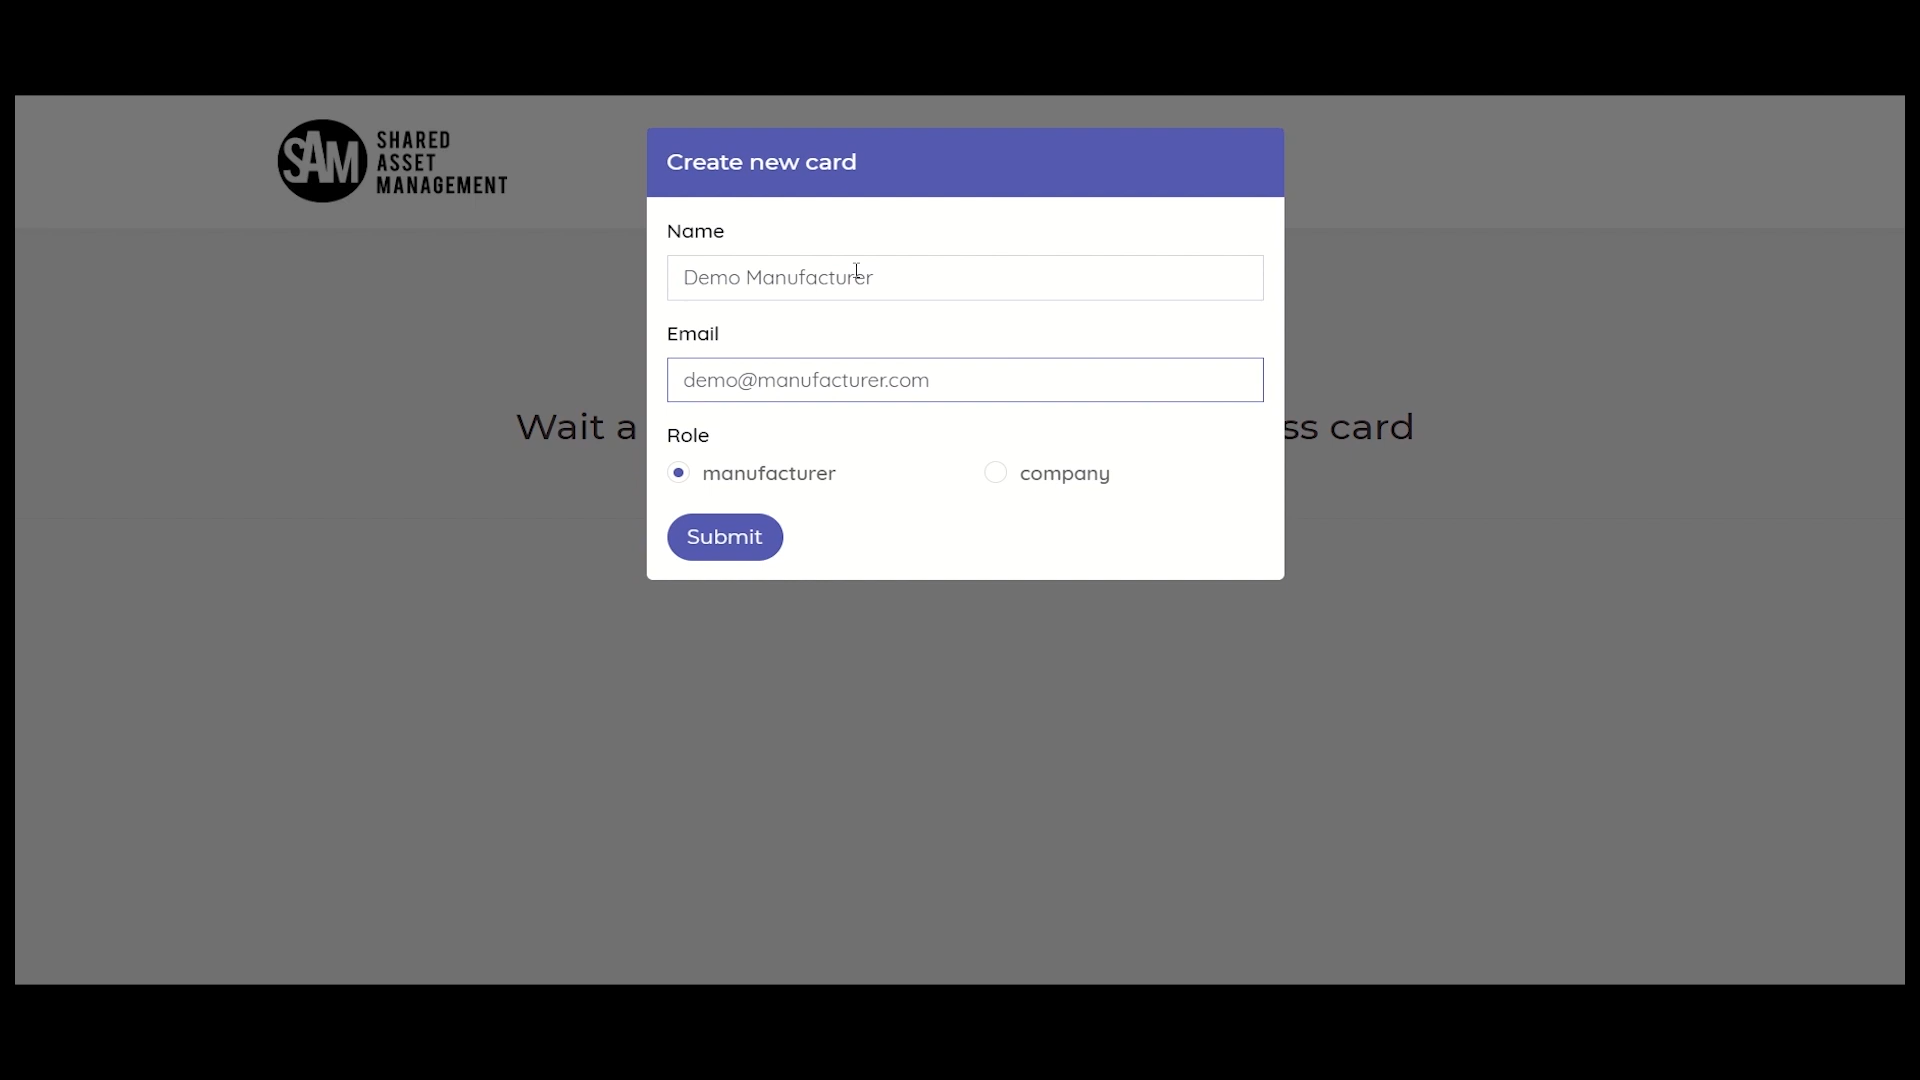 SAM
SHARED
ASSET
MANAGEMENT
Create new card
Name
Demo Manufacturer
Email
demo@manufacturer.com
Wait a
ss card
Role
manufacturer
company
Submit